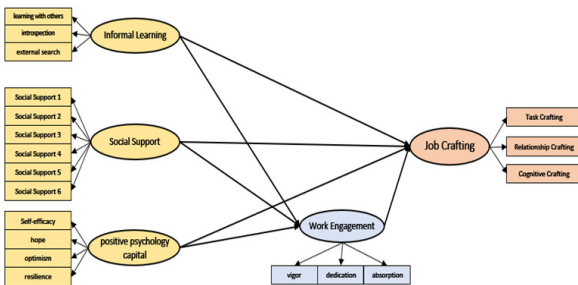 learning with others
introspection
external search
Informal Learning
Social Support 1
Social Support 2
Social Support 3
Social Support 4
Social Support 5
Social Support 6
Social Support
Self-efficacy
hope
optimism
resilience
positive psychology
capital
Work Engagement
vigor
dedication
absorption
Job Crafting
Task Crafting
Relationship Crafting
Cognitive Crafting